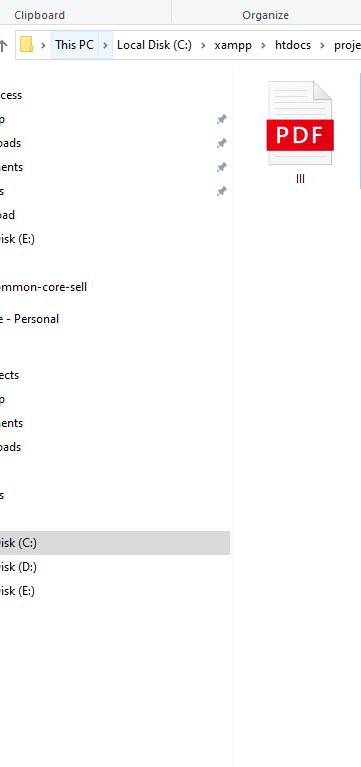 Clipboard
Organize
This PC
Local Disk (C:)
xampp
htdocs
proje
PDF
cess
p
oads
ents
s
oad
isk (E:)
mmon-core-sell
e - Personal
ects
p
ents
oads
s
isk (C:)
isk (D:)
isk (E:)